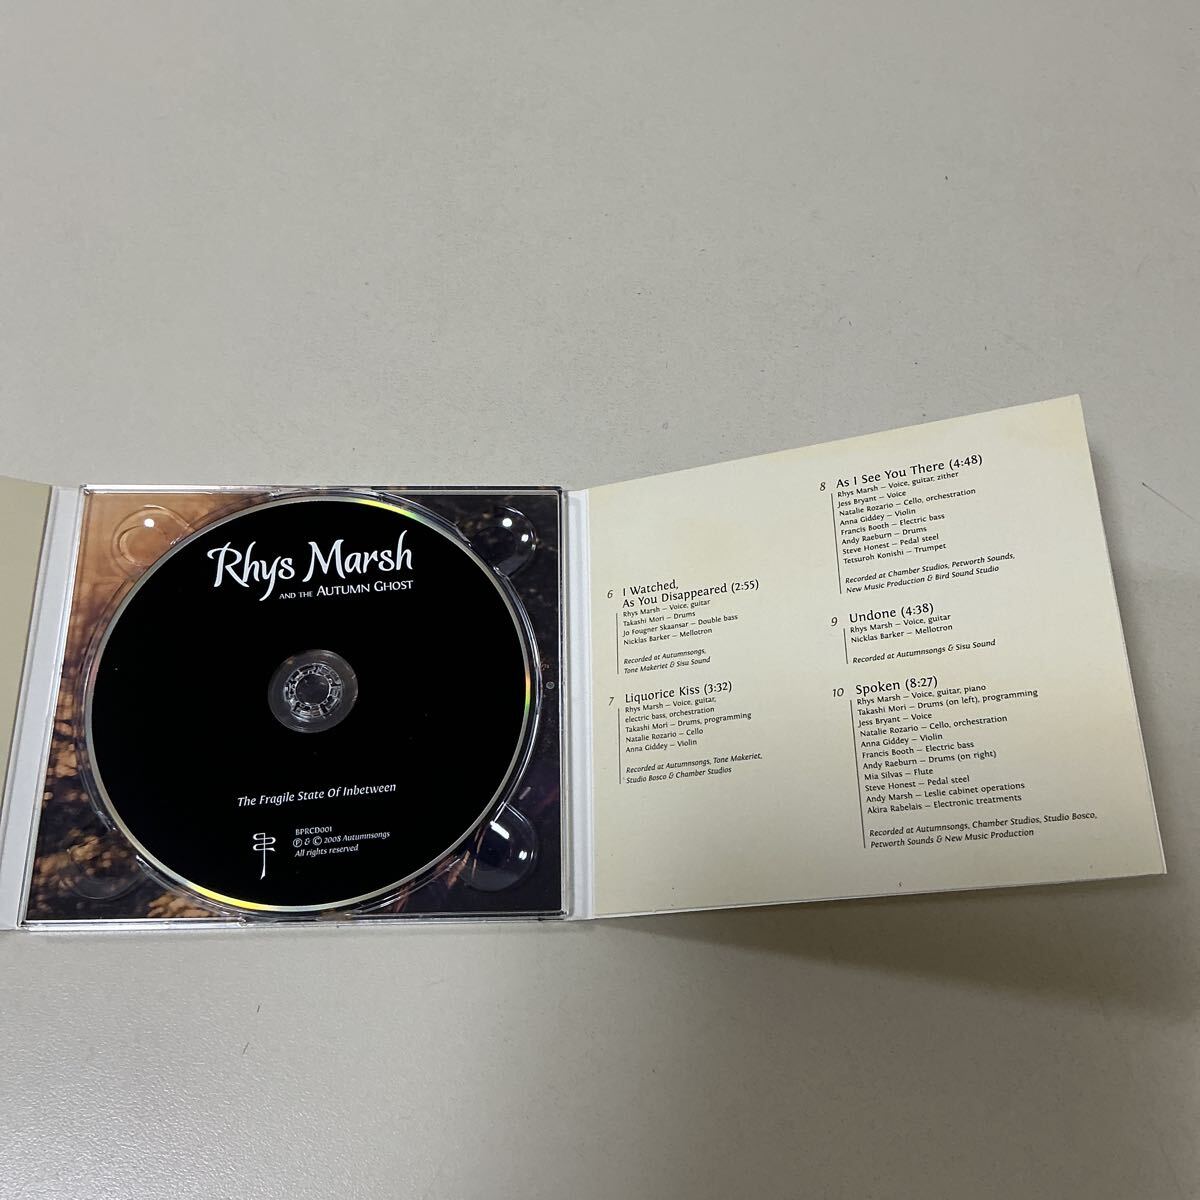 Rhys Marsh
AND THE AUTUMN GHOST
The Fragile State Of Inbetween
BPRCD001
Ⓟ & © 2008 Autumnsongs
All rights reserved
6 I Watched,
As You Disappeared (2:55)
Rhys Marsh – Voice, guitar
Takashi Mori – Drums
Jo Fougner Skaansar – Double bass
Nicklas Barker – Mellotron
Recorded at Autumnsongs,
Tone Makeriet & Sisu Sound
7 Liquorice Kiss (3:32)
Rhys Marsh – Voice, guitar,
electric bass, orchestration
Takashi Mori – Drums, programming
Natalie Rozario – Cello
Anna Giddey – Violin
Recorded at Autumnsongs, Tone Makeriet,
Studio Bosco & Chamber Studios
8 As I See You There (4:48)
Rhys Marsh – Voice, guitar, zither
Jess Bryant – Voice
Natalie Rozario – Cello, orchestration
Anna Giddey – Violin
Francis Booth – Electric bass
Andy Raeburn – Drums
Steve Honest – Pedal steel
Tetsuroh Konishi – Trumpet
Recorded at Chamber Studios, Petworth Sounds,
New Music Production & Bird Sound Studio
9 Undone (4:38)
Rhys Marsh – Voice, guitar
Nicklas Barker – Mellotron
Recorded at Autumnsongs & Sisu Sound
10 Spoken (8:27)
Rhys Marsh – Voice, guitar, piano
Takashi Mori – Drums (on left), programming
Jess Bryant – Voice
Natalie Rozario – Cello, orchestration
Anna Giddey – Violin
Francis Booth – Electric bass
Andy Raeburn – Drums (on right)
Mia Silvas – Flute
Steve Honest – Pedal steel
Andy Marsh – Leslie cabinet operations
Akira Rabelais – Electronic treatments
Recorded at Autumnsongs, Chamber Studios, Studio Bosco,
Petworth Sounds & New Music Production